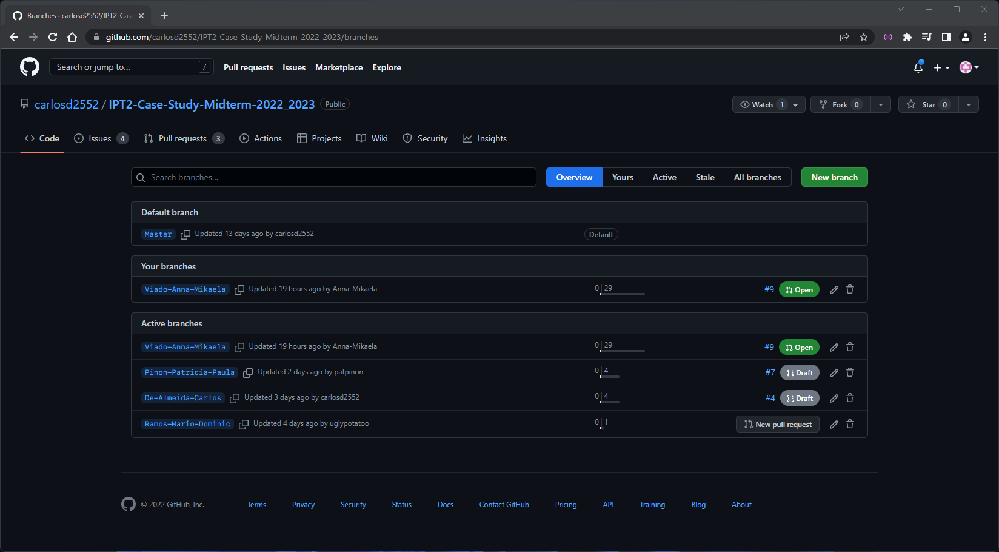 Branches · carlosd2552/IPT2-Cas
github.com/carlosd2552/IPT2-Case-Study-Midterm-2022_2023/branches
Search or jump to... / Pull requests Issues Marketplace Explore
carlosd2552 / IPT2-Case-Study-Midterm-2022_2023 Public Watch 1 Fork 0 Star 0
Code Issues 4 Pull requests 3 Actions Projects Wiki Security Insights
Search branches... Overview Yours Active Stale All branches New branch
Default branch
Master Updated 13 days ago by carlosd2552 Default
Your branches
Viado-Anna-Mikaela Updated 19 hours ago by Anna-Mikaela 0 29 #9 Open
Active branches
Viado-Anna-Mikaela Updated 19 hours ago by Anna-Mikaela 0 29 #9 Open
Pinon-Patricia-Paula Updated 2 days ago by patpinon 0 4 #7 Draft
De-Almeida-Carlos Updated 3 days ago by carlosd2552 0 4 #4 Draft
Ramos-Mario-Dominic Updated 4 days ago by uglypotatoo 0 1 New pull request
© 2022 GitHub, Inc. Terms Privacy Security Status Docs Contact GitHub Pricing API Training Blog About